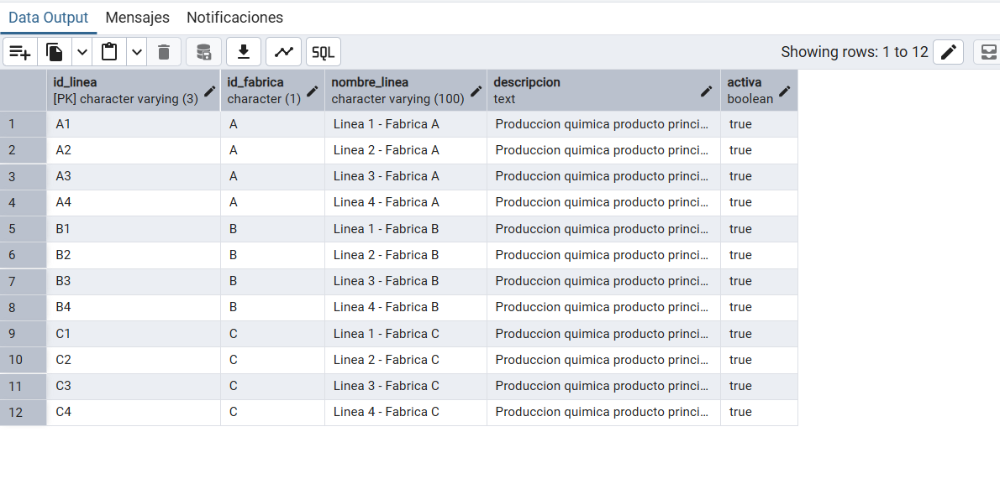 Data Output Mensajes Notificaciones
SQL Showing rows: 1 to 12
id_linea id_fabrica nombre_linea descripcion activa
[PK] character varying (3) character (1) character varying (100) text boolean
1 A1 A Linea 1 - Fabrica A Produccion quimica producto princi... true
2 A2 A Linea 2 - Fabrica A Produccion quimica producto princi... true
3 A3 A Linea 3 - Fabrica A Produccion quimica producto princi... true
4 A4 A Linea 4 - Fabrica A Produccion quimica producto princi... true
5 B1 B Linea 1 - Fabrica B Produccion quimica producto princi... true
6 B2 B Linea 2 - Fabrica B Produccion quimica producto princi... true
7 B3 B Linea 3 - Fabrica B Produccion quimica producto princi... true
8 B4 B Linea 4 - Fabrica B Produccion quimica producto princi... true
9 C1 C Linea 1 - Fabrica C Produccion quimica producto princi... true
10 C2 C Linea 2 - Fabrica C Produccion quimica producto princi... true
11 C3 C Linea 3 - Fabrica C Produccion quimica producto princi... true
12 C4 C Linea 4 - Fabrica C Produccion quimica producto princi... true